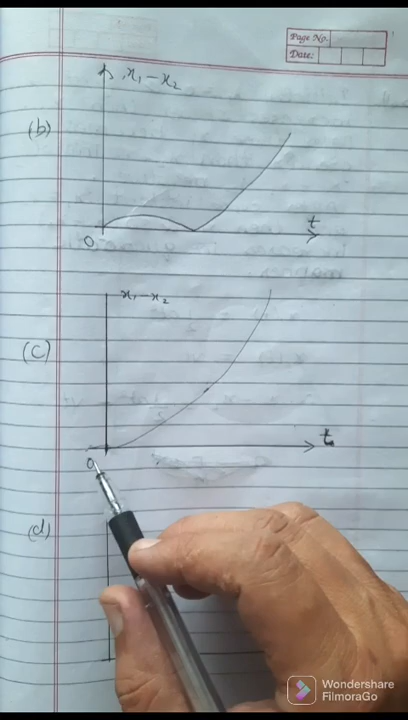 Page No.
Date:
x₁-x₂
(b)
t
0
x₁-x₂
(c)
t
0
(d)
Wondershare
FilmoraGo